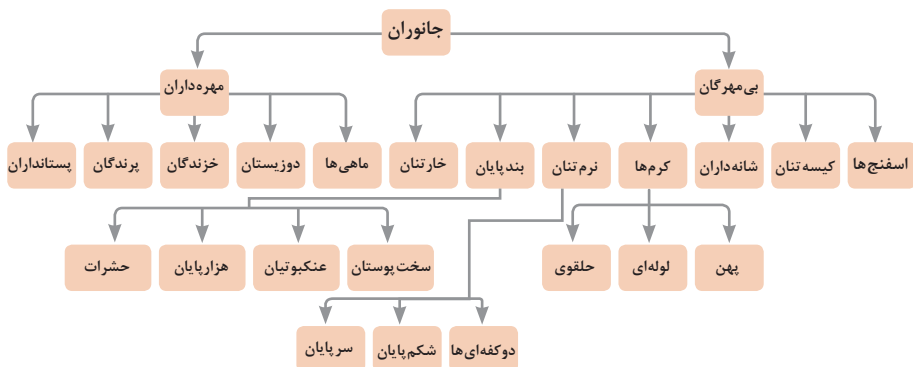 جانوران
بی‌مهرگان
مهره‌داران
اسفنج‌ها
کیسه‌تنان
شانه‌داران
کرم‌ها
نرم‌تنان
بندپایان
خارتنان
ماهی‌ها
دوزیستان
خزندگان
پرندگان
پستانداران
پهن
لوله‌ای
حلقوی
سخت‌پوستان
عنکبوتیان
هزارپایان
حشرات
دوکفه‌ای‌ها
شکم‌پایان
سرپایان